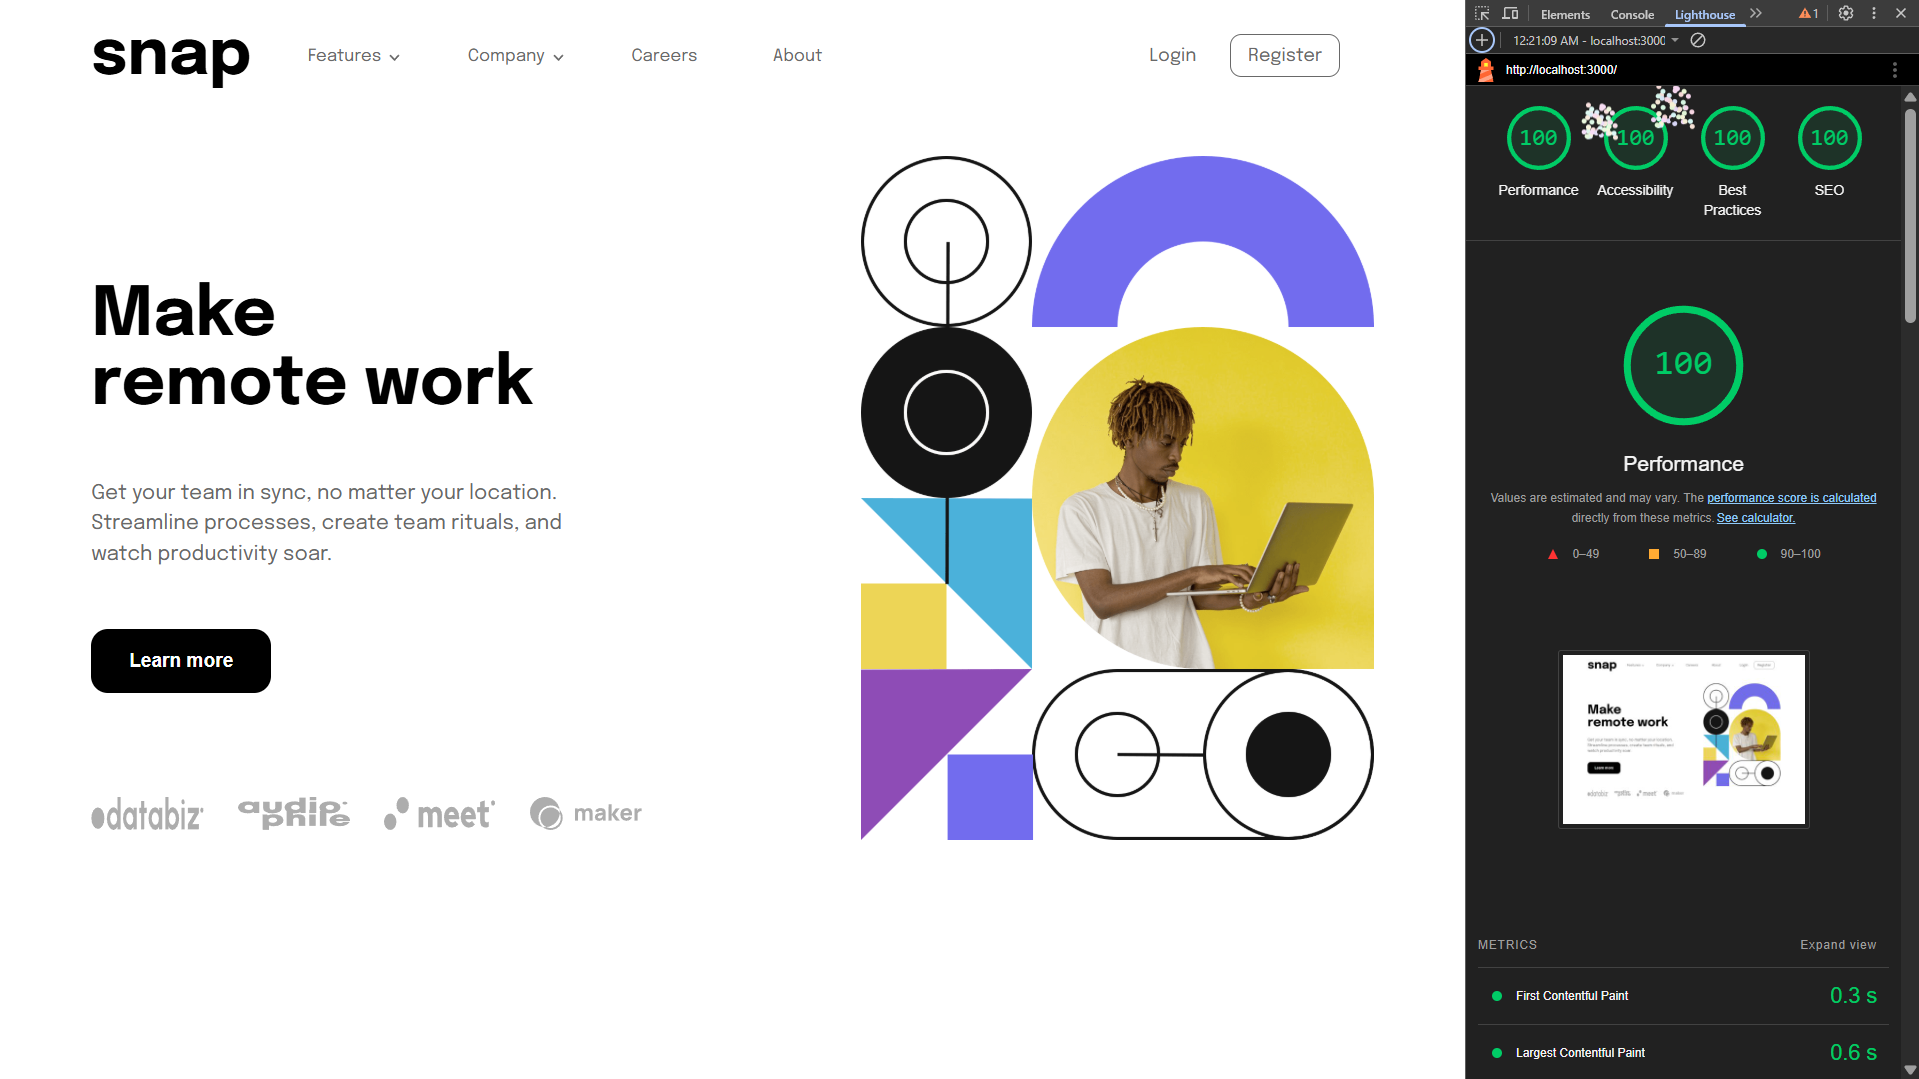 snap
Features
Company
Careers
About
Login
Register
Make
remote work
Get your team in sync, no matter your location.
Streamline processes, create team rituals, and
watch productivity soar.
Learn more
databiz
audiophile
meet
maker
Elements
Console
Lighthouse
1
12:21:09 AM - localhost:3000
http://localhost:3000/
100
100
100
100
Performance
Accessibility
Best
Practices
SEO
100
Performance
Values are estimated and may vary. The performance score is calculated
directly from these metrics. See calculator.
0–49
50–89
90–100
snap
Make
remote work
METRICS
Expand view
First Contentful Paint
0.3 s
Largest Contentful Paint
0.6 s